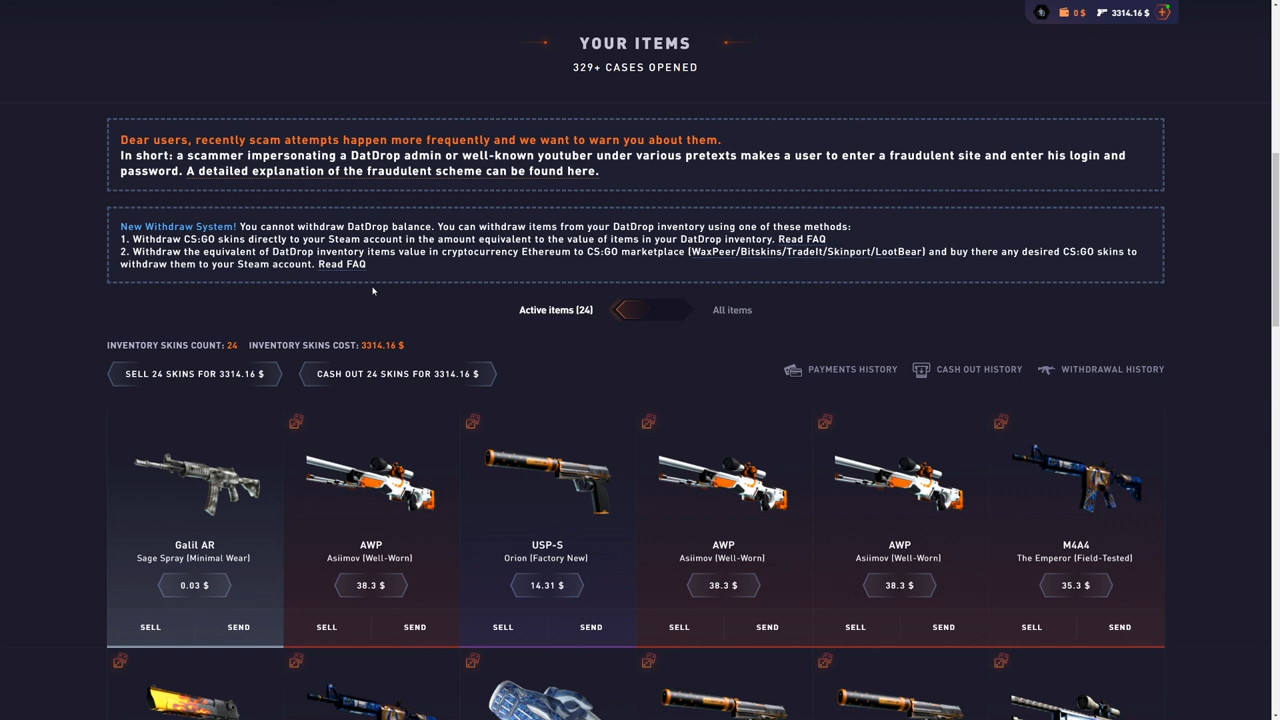 0 $ 3314.16 $
YOUR ITEMS
329+ CASES OPENED
Dear users, recently scam attempts happen more frequently and we want to warn you about them.
In short: a scammer impersonating a DatDrop admin or well-known youtuber under various pretexts makes a user to enter a fraudulent site and enter his login and
password. A detailed explanation of the fraudulent scheme can be found here.
New Withdraw System! You cannot withdraw DatDrop balance. You can withdraw items from your DatDrop inventory using one of these methods:
1. Withdraw CS:GO skins directly to your Steam account in the amount equivalent to the value of items in your DatDrop inventory. Read FAQ
2. Withdraw the equivalent of DatDrop inventory items value in cryptocurrency Ethereum to CS:GO marketplace (WaxPeer/Bitskins/TradeIt/Skinport/LootBear) and buy there any desired CS:GO skins to
withdraw them to your Steam account. Read FAQ
Active items (24) All items
INVENTORY SKINS COUNT: 24 INVENTORY SKINS COST: 3314.16 $
SELL 24 SKINS FOR 3314.16 $ CASH OUT 24 SKINS FOR 3314.16 $ PAYMENTS HISTORY CASH OUT HISTORY WITHDRAWAL HISTORY
Galil AR AWP USP-S AWP AWP M4A4
Sage Spray (Minimal Wear) Asiimov (Well-Worn) Orion (Factory New) Asiimov (Well-Worn) Asiimov (Well-Worn) The Emperor (Field-Tested)
0.03 $ 38.3 $ 14.31 $ 38.3 $ 38.3 $ 35.3 $
SELL SEND SELL SEND SELL SEND SELL SEND SELL SEND SELL SEND